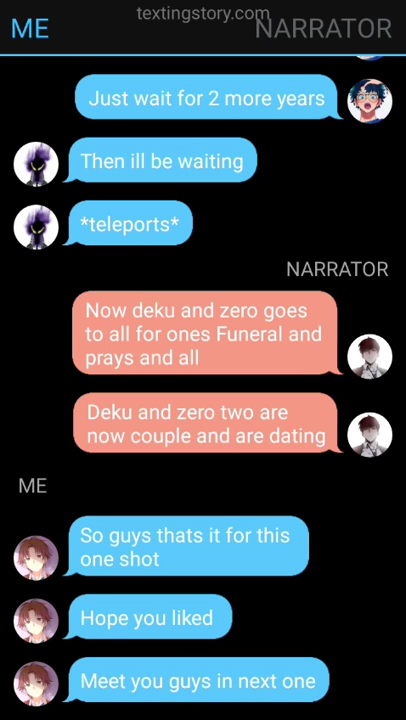 textingstory.com
ME
NARRATOR
Just wait for 2 more years
Then ill be waiting
*teleports*
NARRATOR
Now deku and zero goes
to all for ones Funeral and
prays and all
Deku and zero two are
now couple and are dating
ME
So guys thats it for this
one shot
Hope you liked
Meet you guys in next one